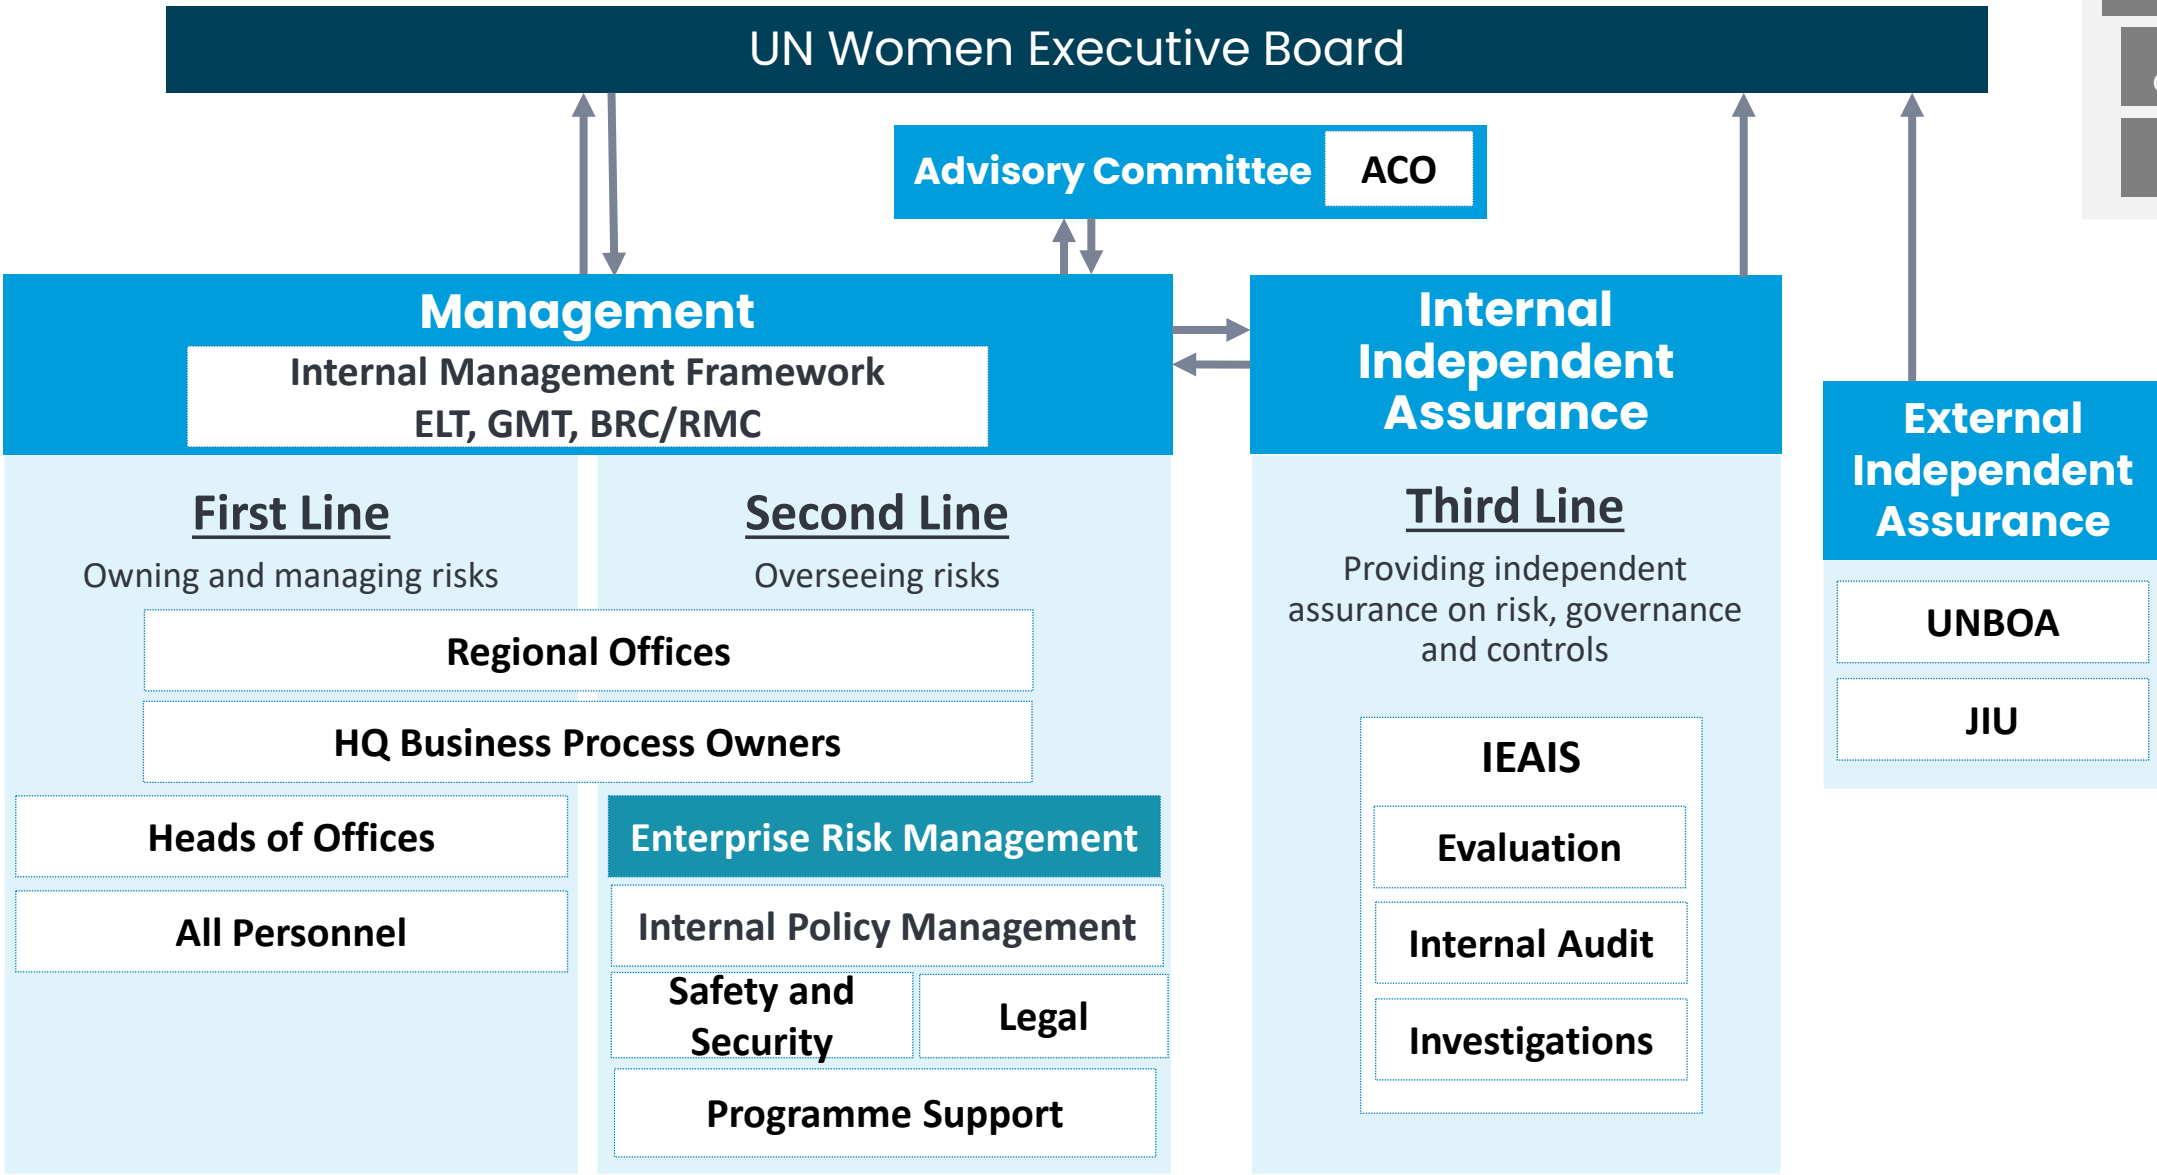 UN Women Executive Board
Advisory Committee
ACO
Management
Internal Management Framework
ELT, GMT, BRC/RMC
Internal
Independent
Assurance
External
Independent
Assurance
First Line
Owning and managing risks
Second Line
Overseeing risks
Third Line
Providing independent
assurance on risk, governance
and controls
Regional Offices
HQ Business Process Owners
Heads of Offices
All Personnel
Enterprise Risk Management
Internal Policy Management
Safety and
Security
Legal
Programme Support
IEAIS
Evaluation
Internal Audit
Investigations
UNBOA
JIU